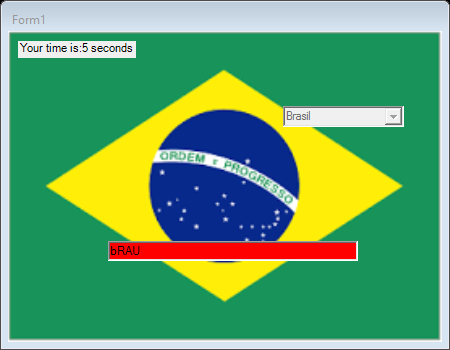 Form1
Your time is:5 seconds
Brasil
ORDEM E PROGRESSO
bRAU